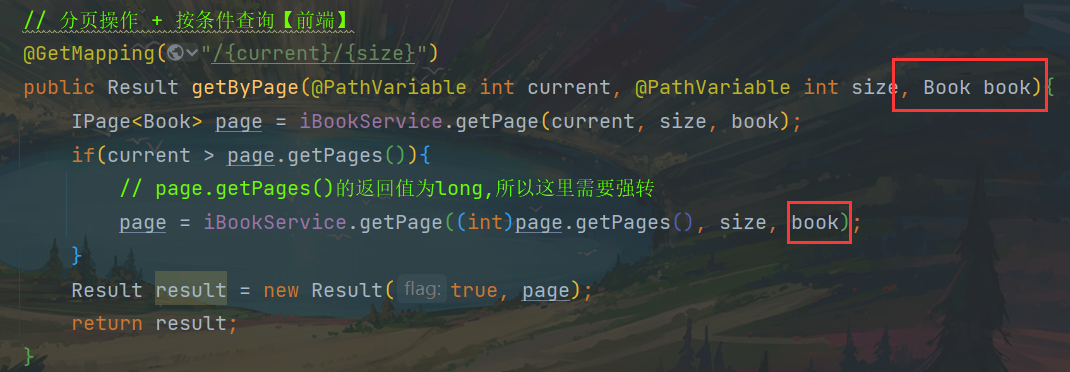 // 分页操作 + 按条件查询【前端】
@GetMapping("/{current}/{size}")
public Result getByPage(@PathVariable int current, @PathVariable int size, Book book){
IPage<Book> page = iBookService.getPage(current, size, book);
if(current > page.getPages()){
// page.getPages()的返回值为long,所以这里需要强转
page = iBookService.getPage((int)page.getPages(), size, book);
}
Result result = new Result( flag: true, page);
return result;
}